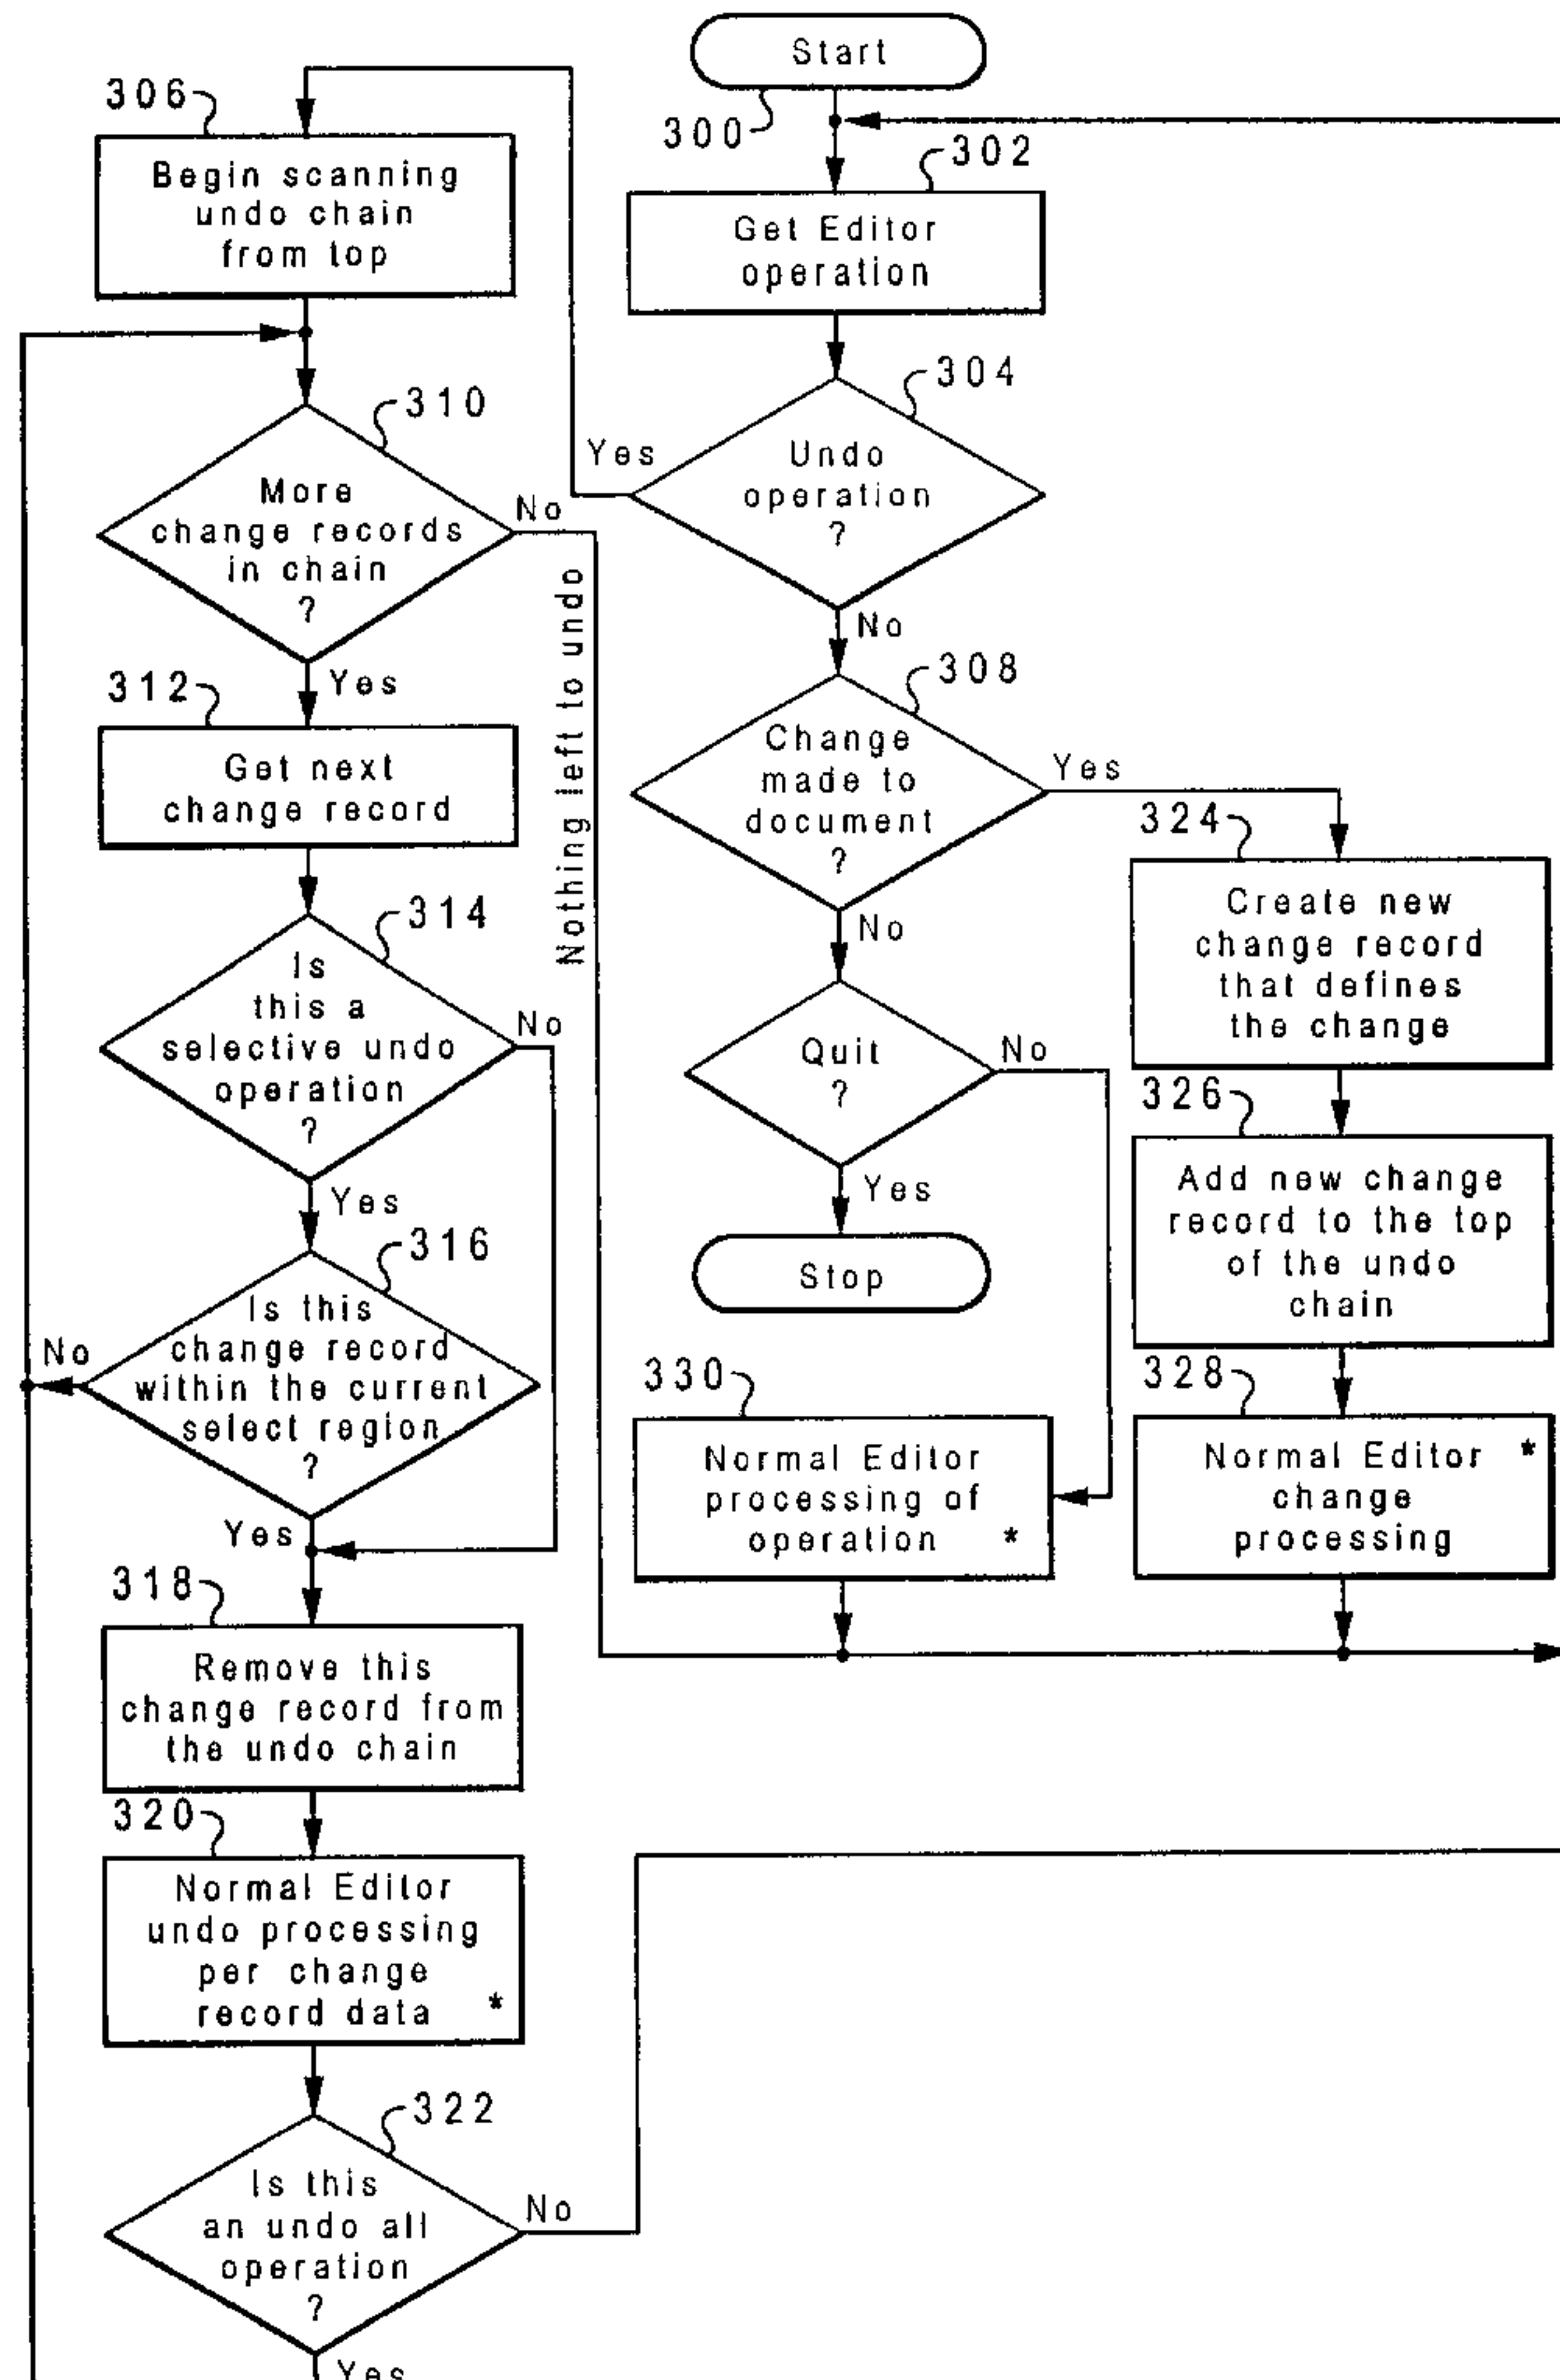 Start
300
302
Get Editor
operation
304
Undo
operation
?
Yes
No
306
Begin scanning
undo chain
from top
310
More
change records
in chain
?
No
Nothing left to undo
Yes
312
Get next
change record
314
Is
this a
selective undo
operation
?
No
Yes
316
Is this
change record
within the current
select region
?
No
Yes
318
Remove this
change record from
the undo chain
320
Normal Editor
undo processing
per change
record data *
322
Is this
an undo all
operation
?
No
Yes
308
Change
made to
document
?
Yes
No
Quit
?
No
Yes
Stop
324
Create new
change record
that defines
the change
326
Add new change
record to the top
of the undo
chain
328
Normal Editor *
change
processing
330
Normal Editor
processing of
operation *